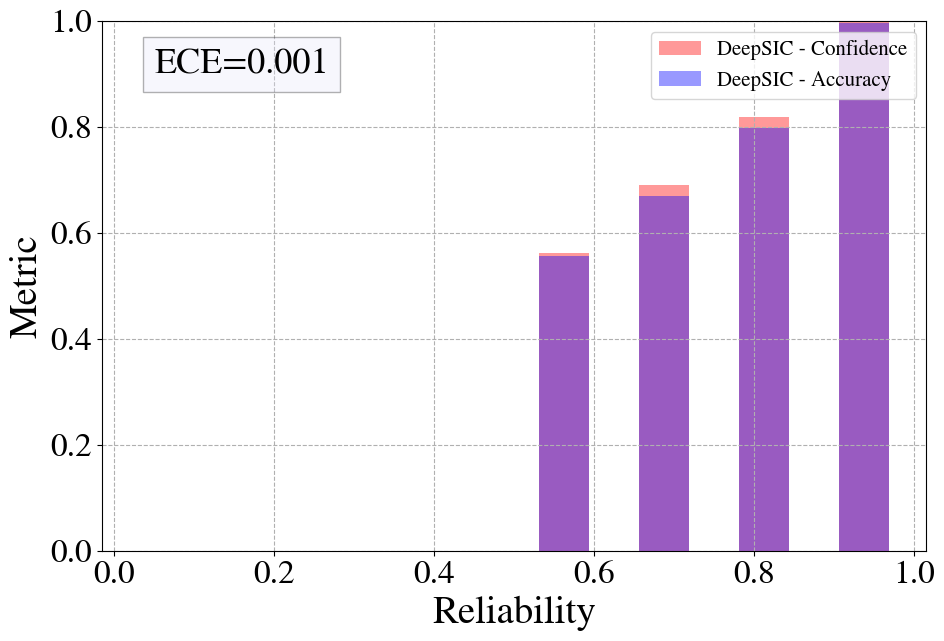 ECE=0.001
DeepSIC - Confidence
DeepSIC - Accuracy
Metric
1.0
0.8
0.6
0.4
0.2
0.0
0.0 0.2 0.4 0.6 0.8 1.0
Reliability